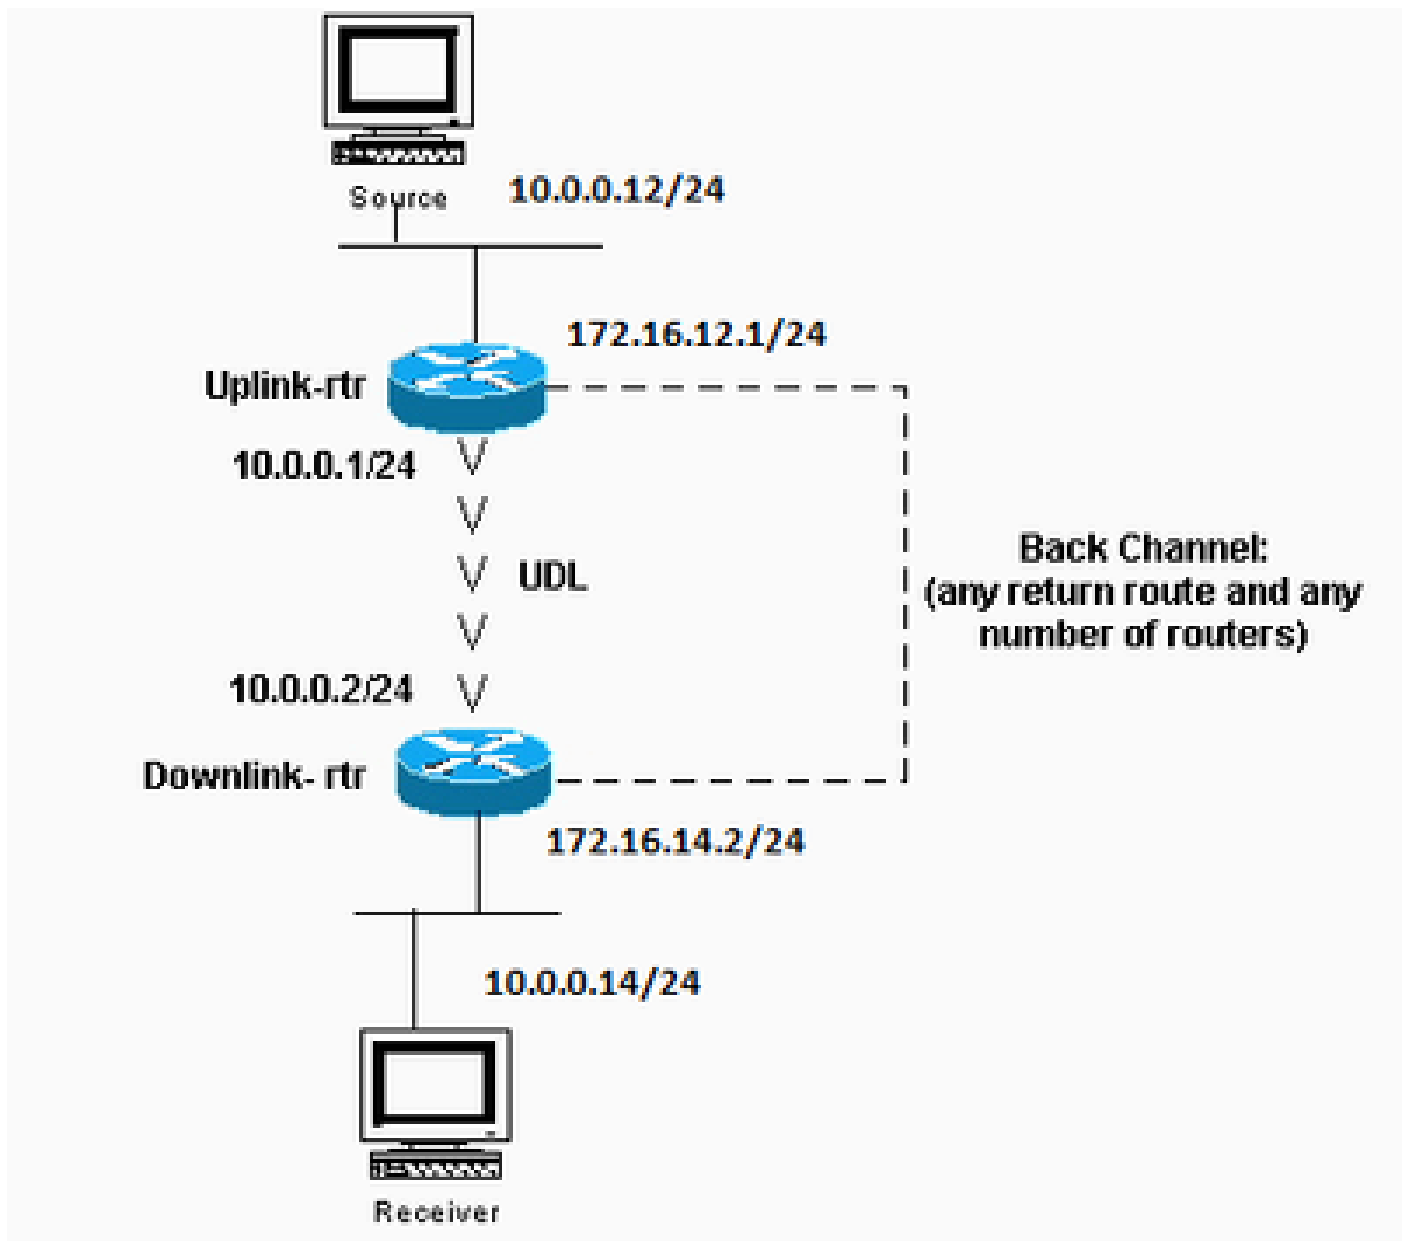 Source
10.0.0.12/24
172.16.12.1/24
Uplink-rtr
10.0.0.1/24
UDL
Back Channel:
(any return route and any
number of routers)
10.0.0.2/24
Downlink- rtr
172.16.14.2/24
10.0.0.14/24
Receiver